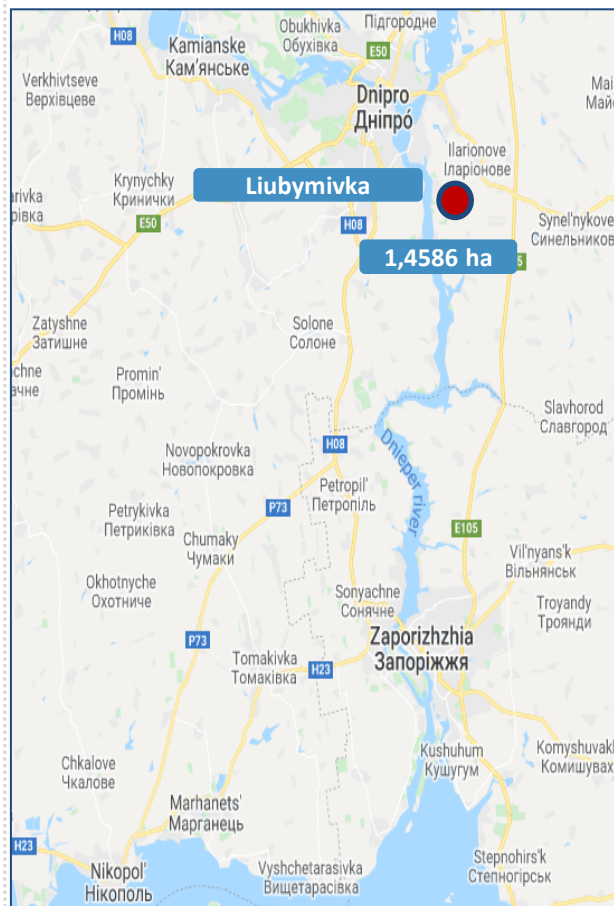 H08
Obukhivka
Обухівка
Підгородне
E50
Kamianske
Кам'янське
Verkhivtseve
Верхівцеве
Dnipro
Дніпро́
Ilarionove
Іларіонове
Krynychky
Кринички
Liubymivka
E50
H08
Synel'nykove
Синельников
1,4586 ha
Zatyshne
Затишне
Solone
Солоне
Promin'
Промінь
Slavhorod
Славгород
Novopokrovka
Новопокровка
H08
Dnieper river
Petropil'
Петропіль
Petrykivka
Петриківка
P73
Chumaky
Чумаки
E105
Vil'nyans'k
Вільнянськ
Okhotnyche
Охотниче
Sonyachne
Сонячне
Troyandy
Троянди
P73
Zaporizhzhia
Запоріжжя
Tomakivka
Томаківка
H23
Kushuhum
Кушугум
Komyshuvakh
Комишувах
Chkalove
Чкалове
Marhanets'
Марганець
H23
Nikopol'
Нікополь
Vyshchetarasivka
Вищетарасівка
Stepnohirs'k
Степногірськ